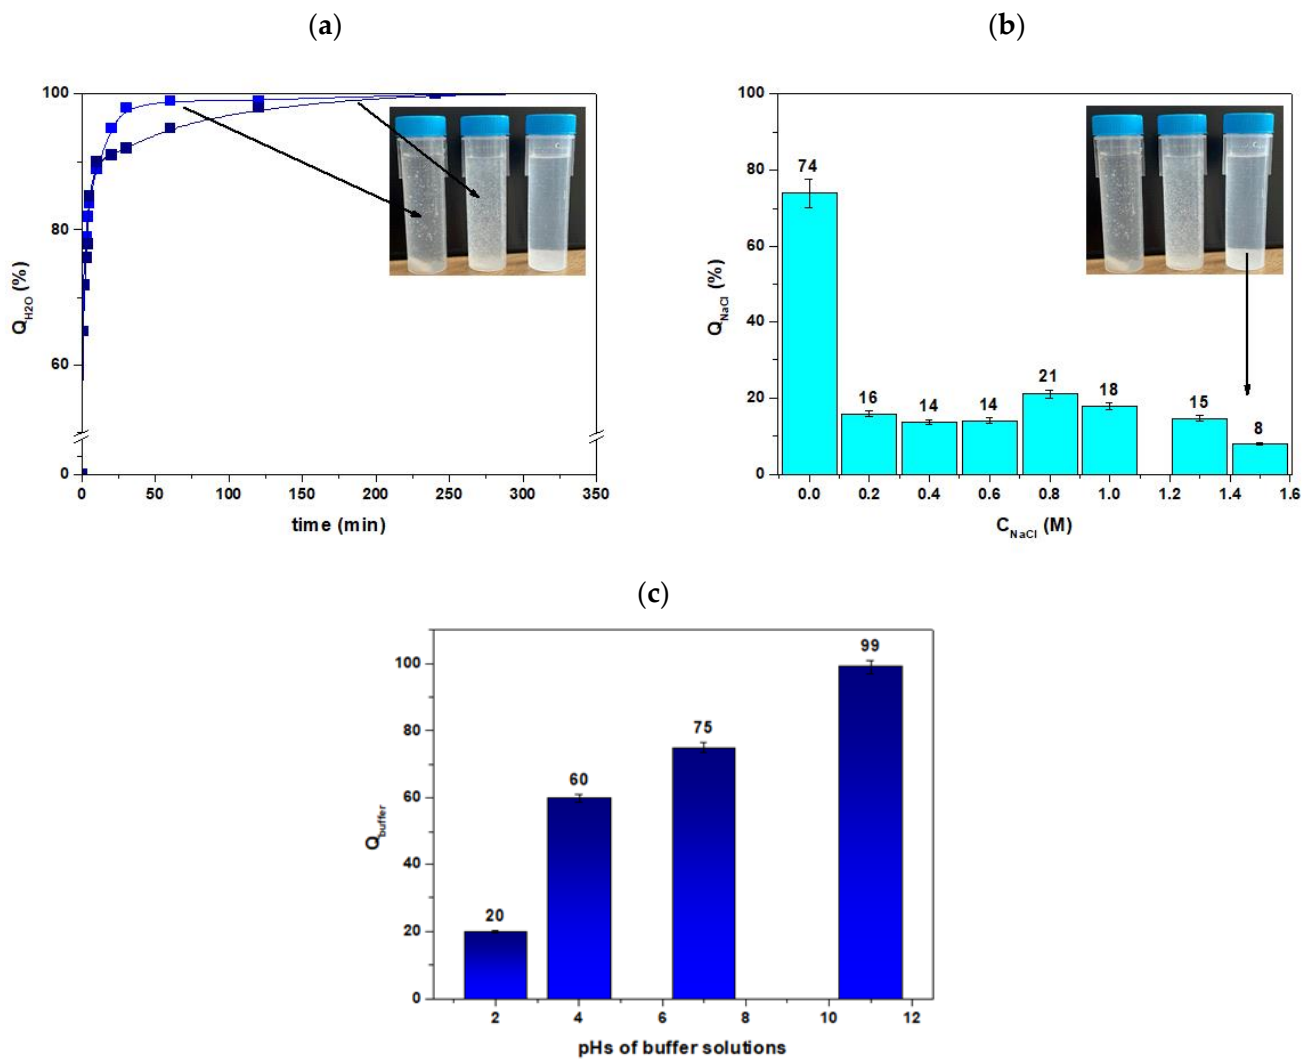 (a)
100
80
60
0
Q_H2O (%)
0 50 100 150 200 250 300 350
time (min)
(b)
100
80
60
40
20
0
Q_NaCl (%)
74
16
14
14
21
18
15
8
0.0 0.2 0.4 0.6 0.8 1.0 1.2 1.4 1.6
C_NaCl (M)
(c)
100
80
60
40
20
0
Q_buffer
20
60
75
99
2 4 6 8 10 12
pHs of buffer solutions